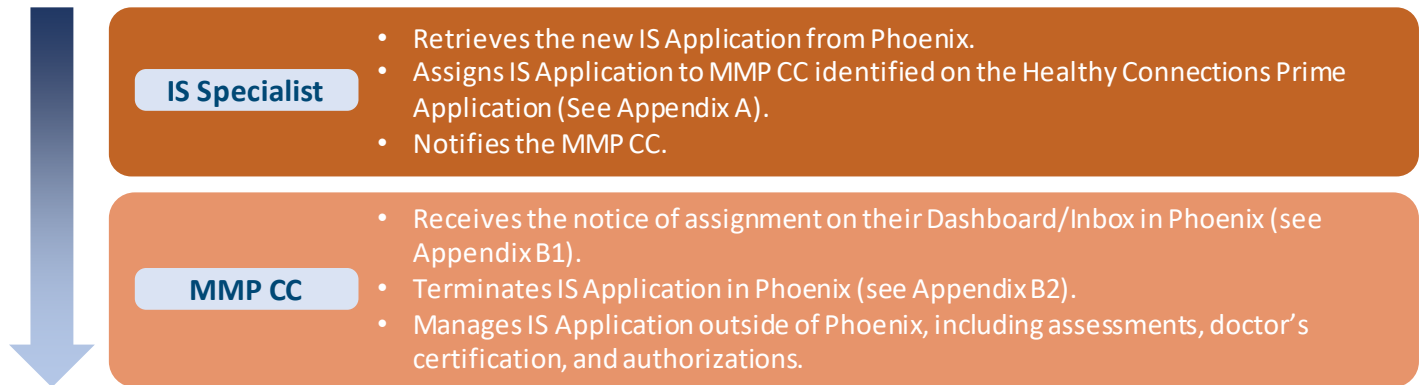 IS Specialist
• Retrieves the new IS Application from Phoenix.
• Assigns IS Application to MMP CC identified on the Healthy Connections Prime
Application (See Appendix A).
• Notifies the MMP CC.
MMP CC
• Receives the notice of assignment on their Dashboard/Inbox in Phoenix (see
Appendix B1).
• Terminates IS Application in Phoenix (see Appendix B2).
• Manages IS Application outside of Phoenix, including assessments, doctor’s
certification, and authorizations.